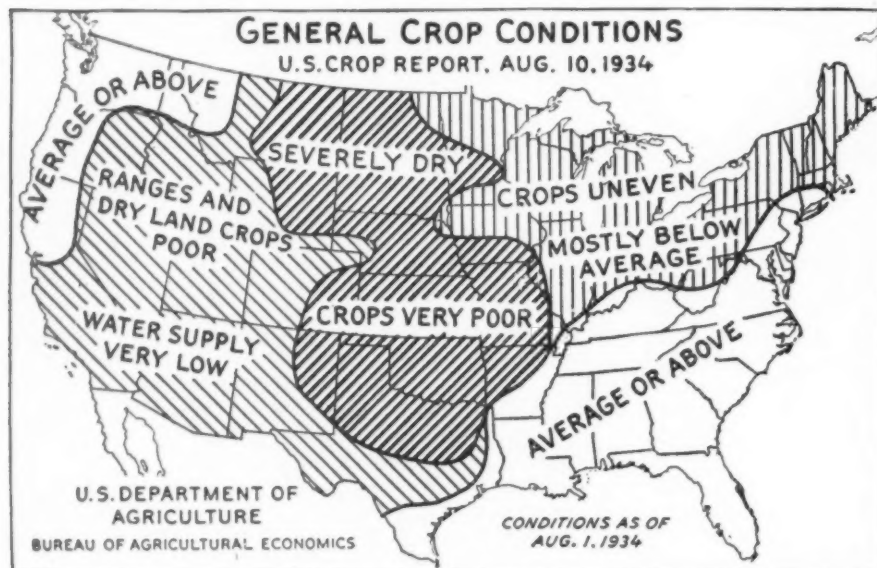 GENERAL CROP CONDITIONS
U.S. CROP REPORT, AUG. 10, 1934
AVERAGE OR ABOVE
SEVERELY DRY
RANGES AND
DRY LAND CROPS
POOR
CROPS UNEVEN
MOSTLY BELOW
AVERAGE
WATER SUPPLY
VERY LOW
CROPS VERY POOR
AVERAGE OR ABOVE
U.S. DEPARTMENT OF
AGRICULTURE
BUREAU OF AGRICULTURAL ECONOMICS
CONDITIONS AS OF
AUG. 1, 1934